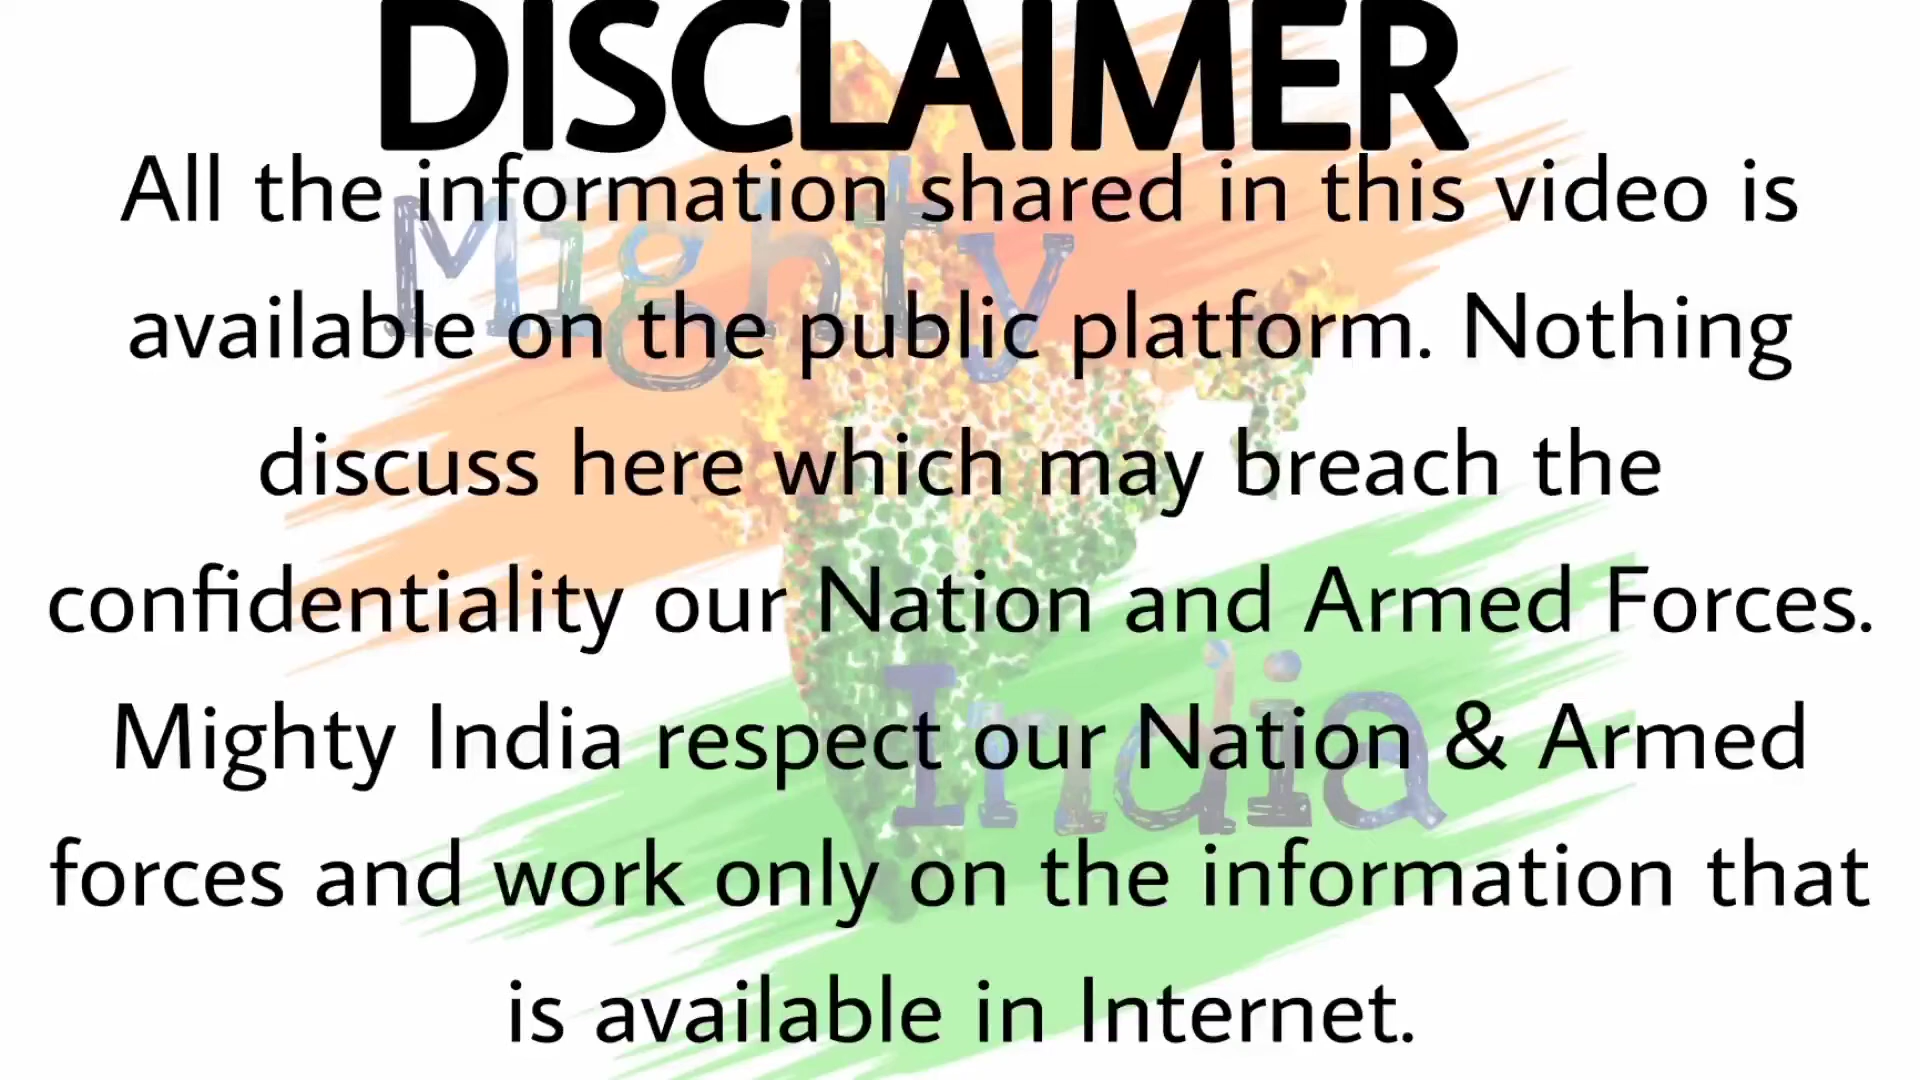 DISCLAIMER
All the information shared in this video is
available on the public platform. Nothing
discuss here which may breach the
confidentiality our Nation and Armed Forces.
Mighty India respect our Nation & Armed
forces and work only on the information that
is available in Internet.
Mighty
India